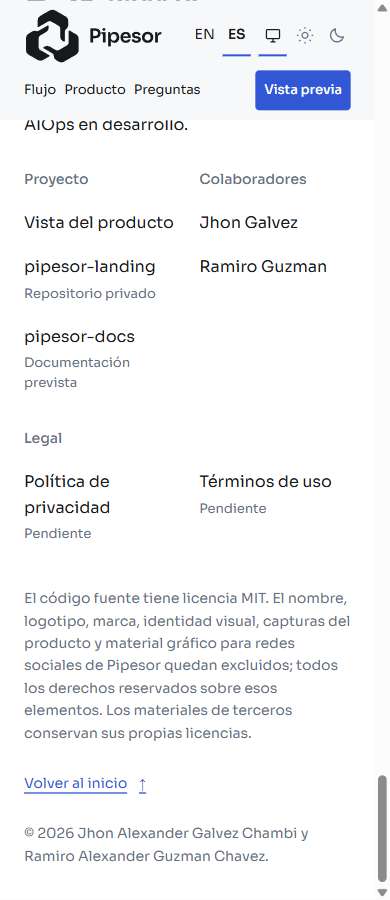 Pipesor
EN ES
Flujo Producto Preguntas
Vista previa
AIOps en desarrollo.
Proyecto
Vista del producto
pipesor-landing
Repositorio privado
pipesor-docs
Documentación
prevista
Colaboradores
Jhon Galvez
Ramiro Guzman
Legal
Política de
privacidad
Pendiente
Términos de uso
Pendiente
El código fuente tiene licencia MIT. El nombre,
logotipo, marca, identidad visual, capturas del
producto y material gráfico para redes
sociales de Pipesor quedan excluidos; todos
los derechos reservados sobre esos
elementos. Los materiales de terceros
conservan sus propias licencias.
Volver al inicio ↑
© 2026 Jhon Alexander Galvez Chambi y
Ramiro Alexander Guzman Chavez.